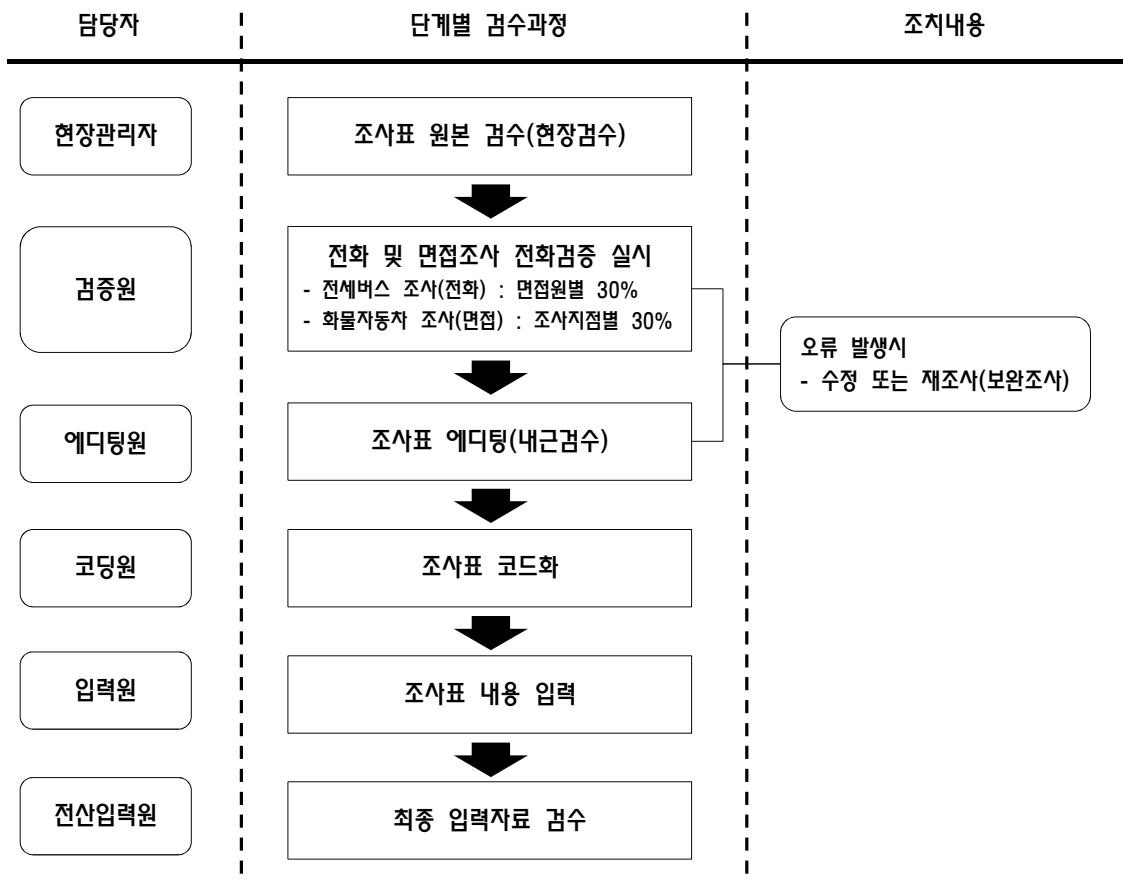 담당자
단계별 검수과정
조치내용
현장관리자
조사표 원본 검수(현장검수)
검증원
전화 및 면접조사 전화검증 실시
- 전세버스 조사(전화) : 면접원별 30%
- 화물자동차 조사(면접) : 조사지점별 30%
오류 발생시
- 수정 또는 재조사(보완조사)
에디팅원
조사표 에디팅(내근검수)
코딩원
조사표 코드화
입력원
조사표 내용 입력
전산입력원
최종 입력자료 검수